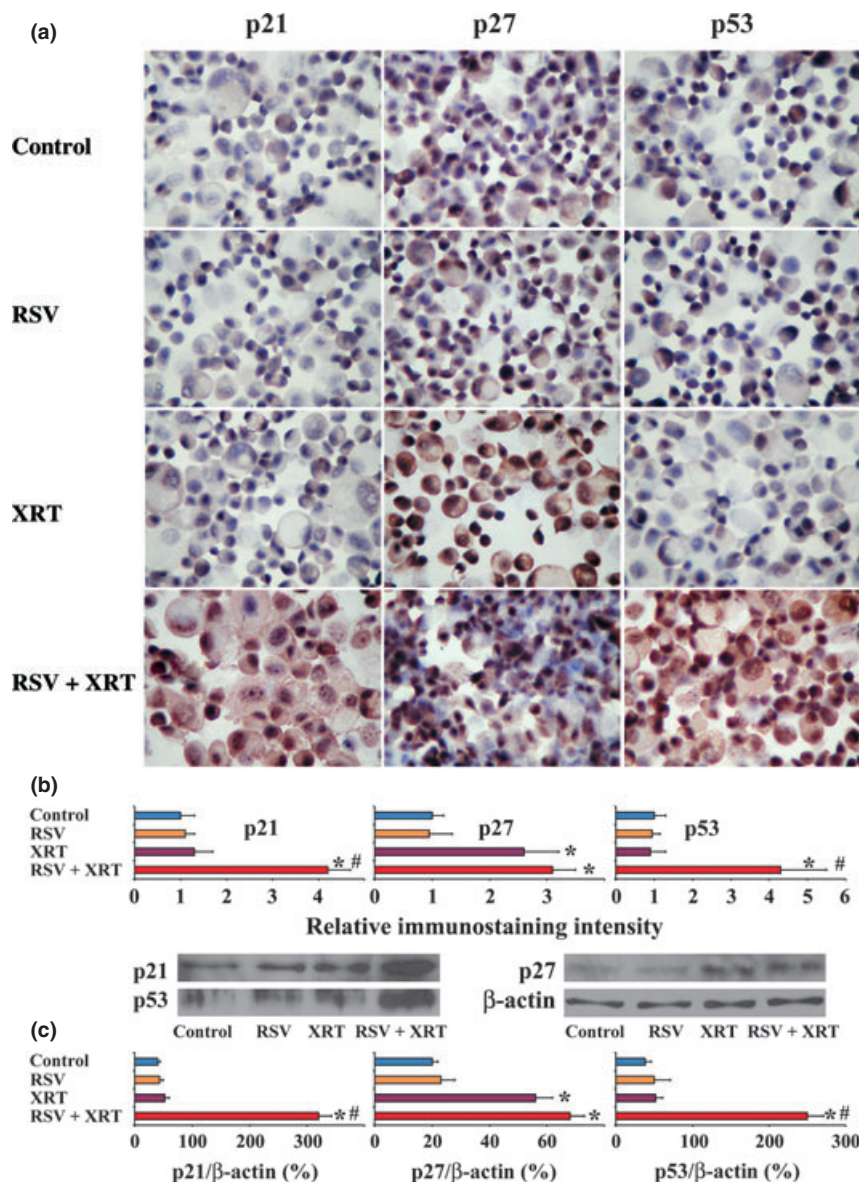 (a)
p21 p27 p53
Control
RSV
XRT
RSV + XRT
(b)
Control
RSV
XRT
RSV + XRT
p21
* #
0 1 2 3 4
p27
*
*
0 1 2 3
p53
* #
0 1 2 3 4 5 6
Relative immunostaining intensity
p21
p53
Control RSV XRT RSV + XRT
p27
β-actin
Control RSV XRT RSV + XRT
(c)
Control
RSV
XRT
RSV + XRT
*#
0 100 200 300
p21/β-actin (%)
*
*
0 20 40 60
p27/β-actin (%)
*#
0 100 200 300
p53/β-actin (%)